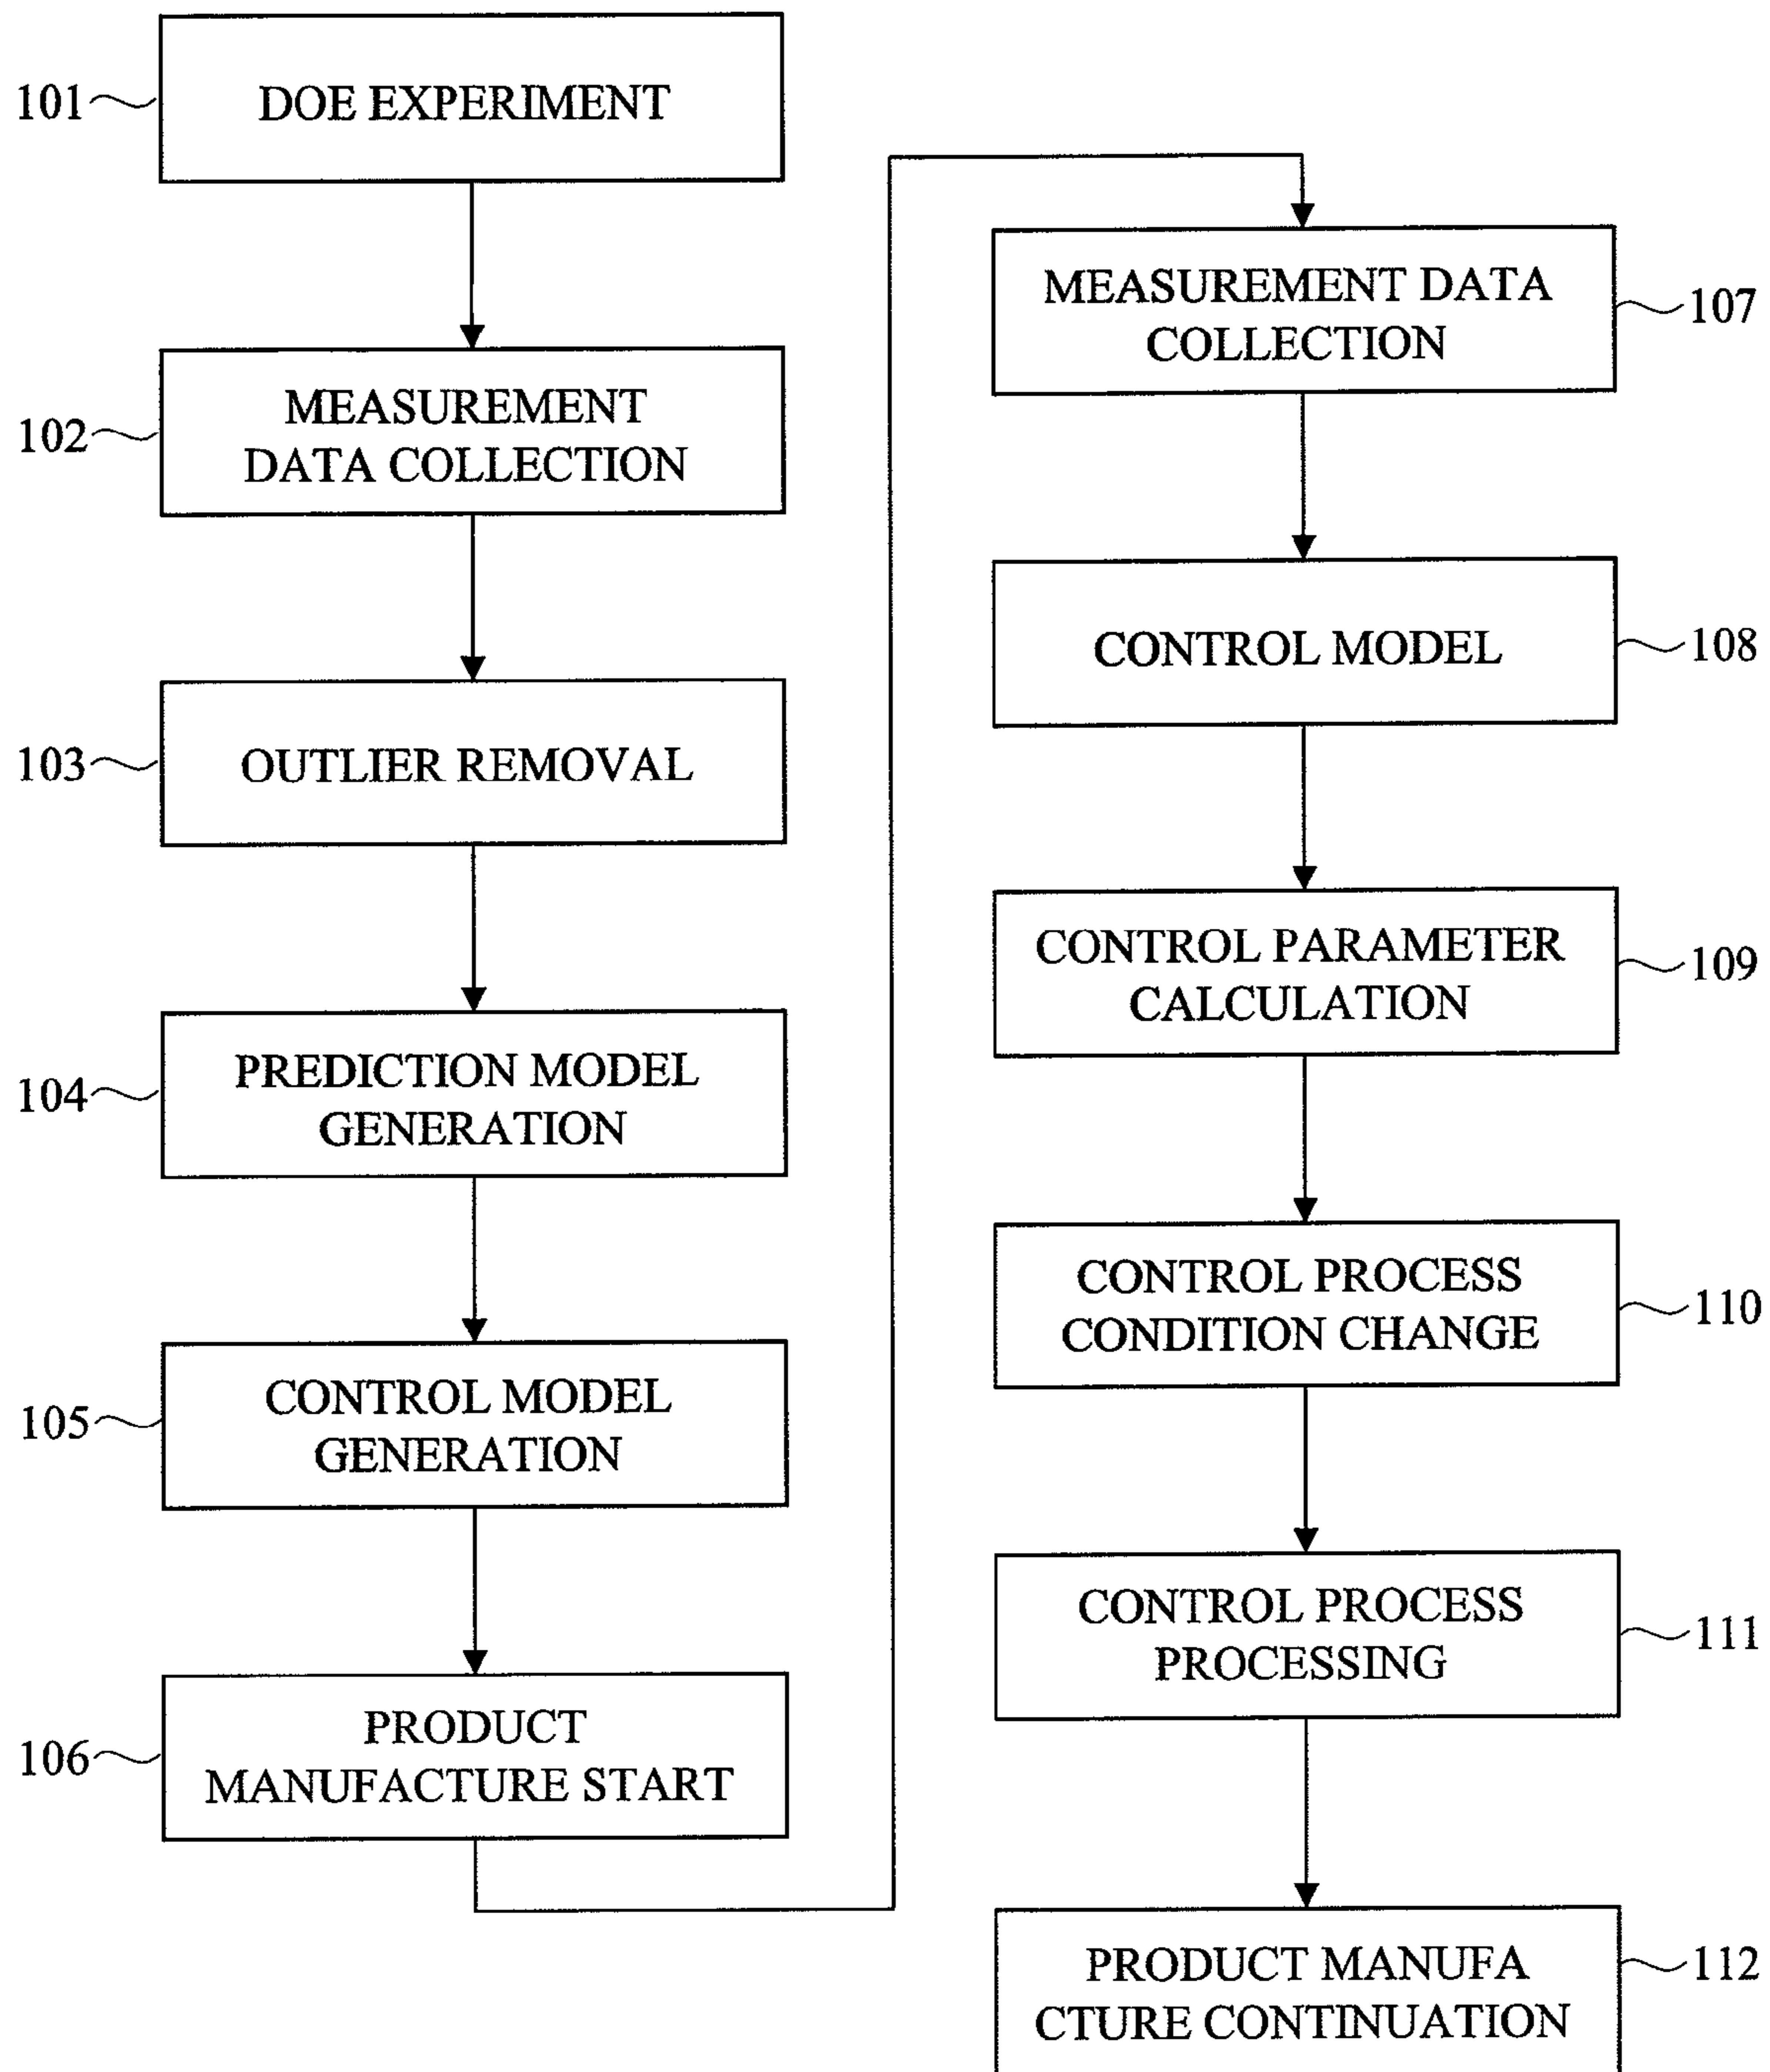 101
DOE EXPERIMENT
102
MEASUREMENT
DATA COLLECTION
103
OUTLIER REMOVAL
104
PREDICTION MODEL
GENERATION
105
CONTROL MODEL
GENERATION
106
PRODUCT
MANUFACTURE START
MEASUREMENT DATA
COLLECTION
107
CONTROL MODEL
108
CONTROL PARAMETER
CALCULATION
109
CONTROL PROCESS
CONDITION CHANGE
110
CONTROL PROCESS
PROCESSING
111
PRODUCT MANUFA
CTURE CONTINUATION
112